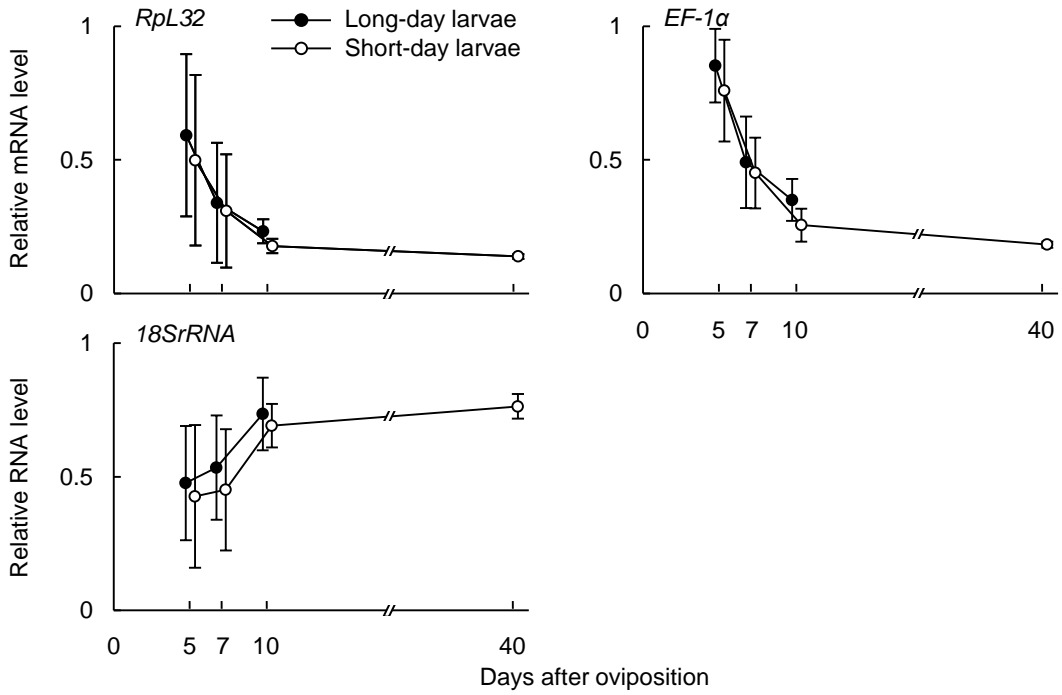 RpL32
Long-day larvae
Short-day larvae
1
0.5
0
Relative mRNA level
EF-1α
1
0.5
0
0 5 7 10 40
18SrRNA
1
0.5
0
Relative RNA level
0 5 7 10 40
Days after oviposition